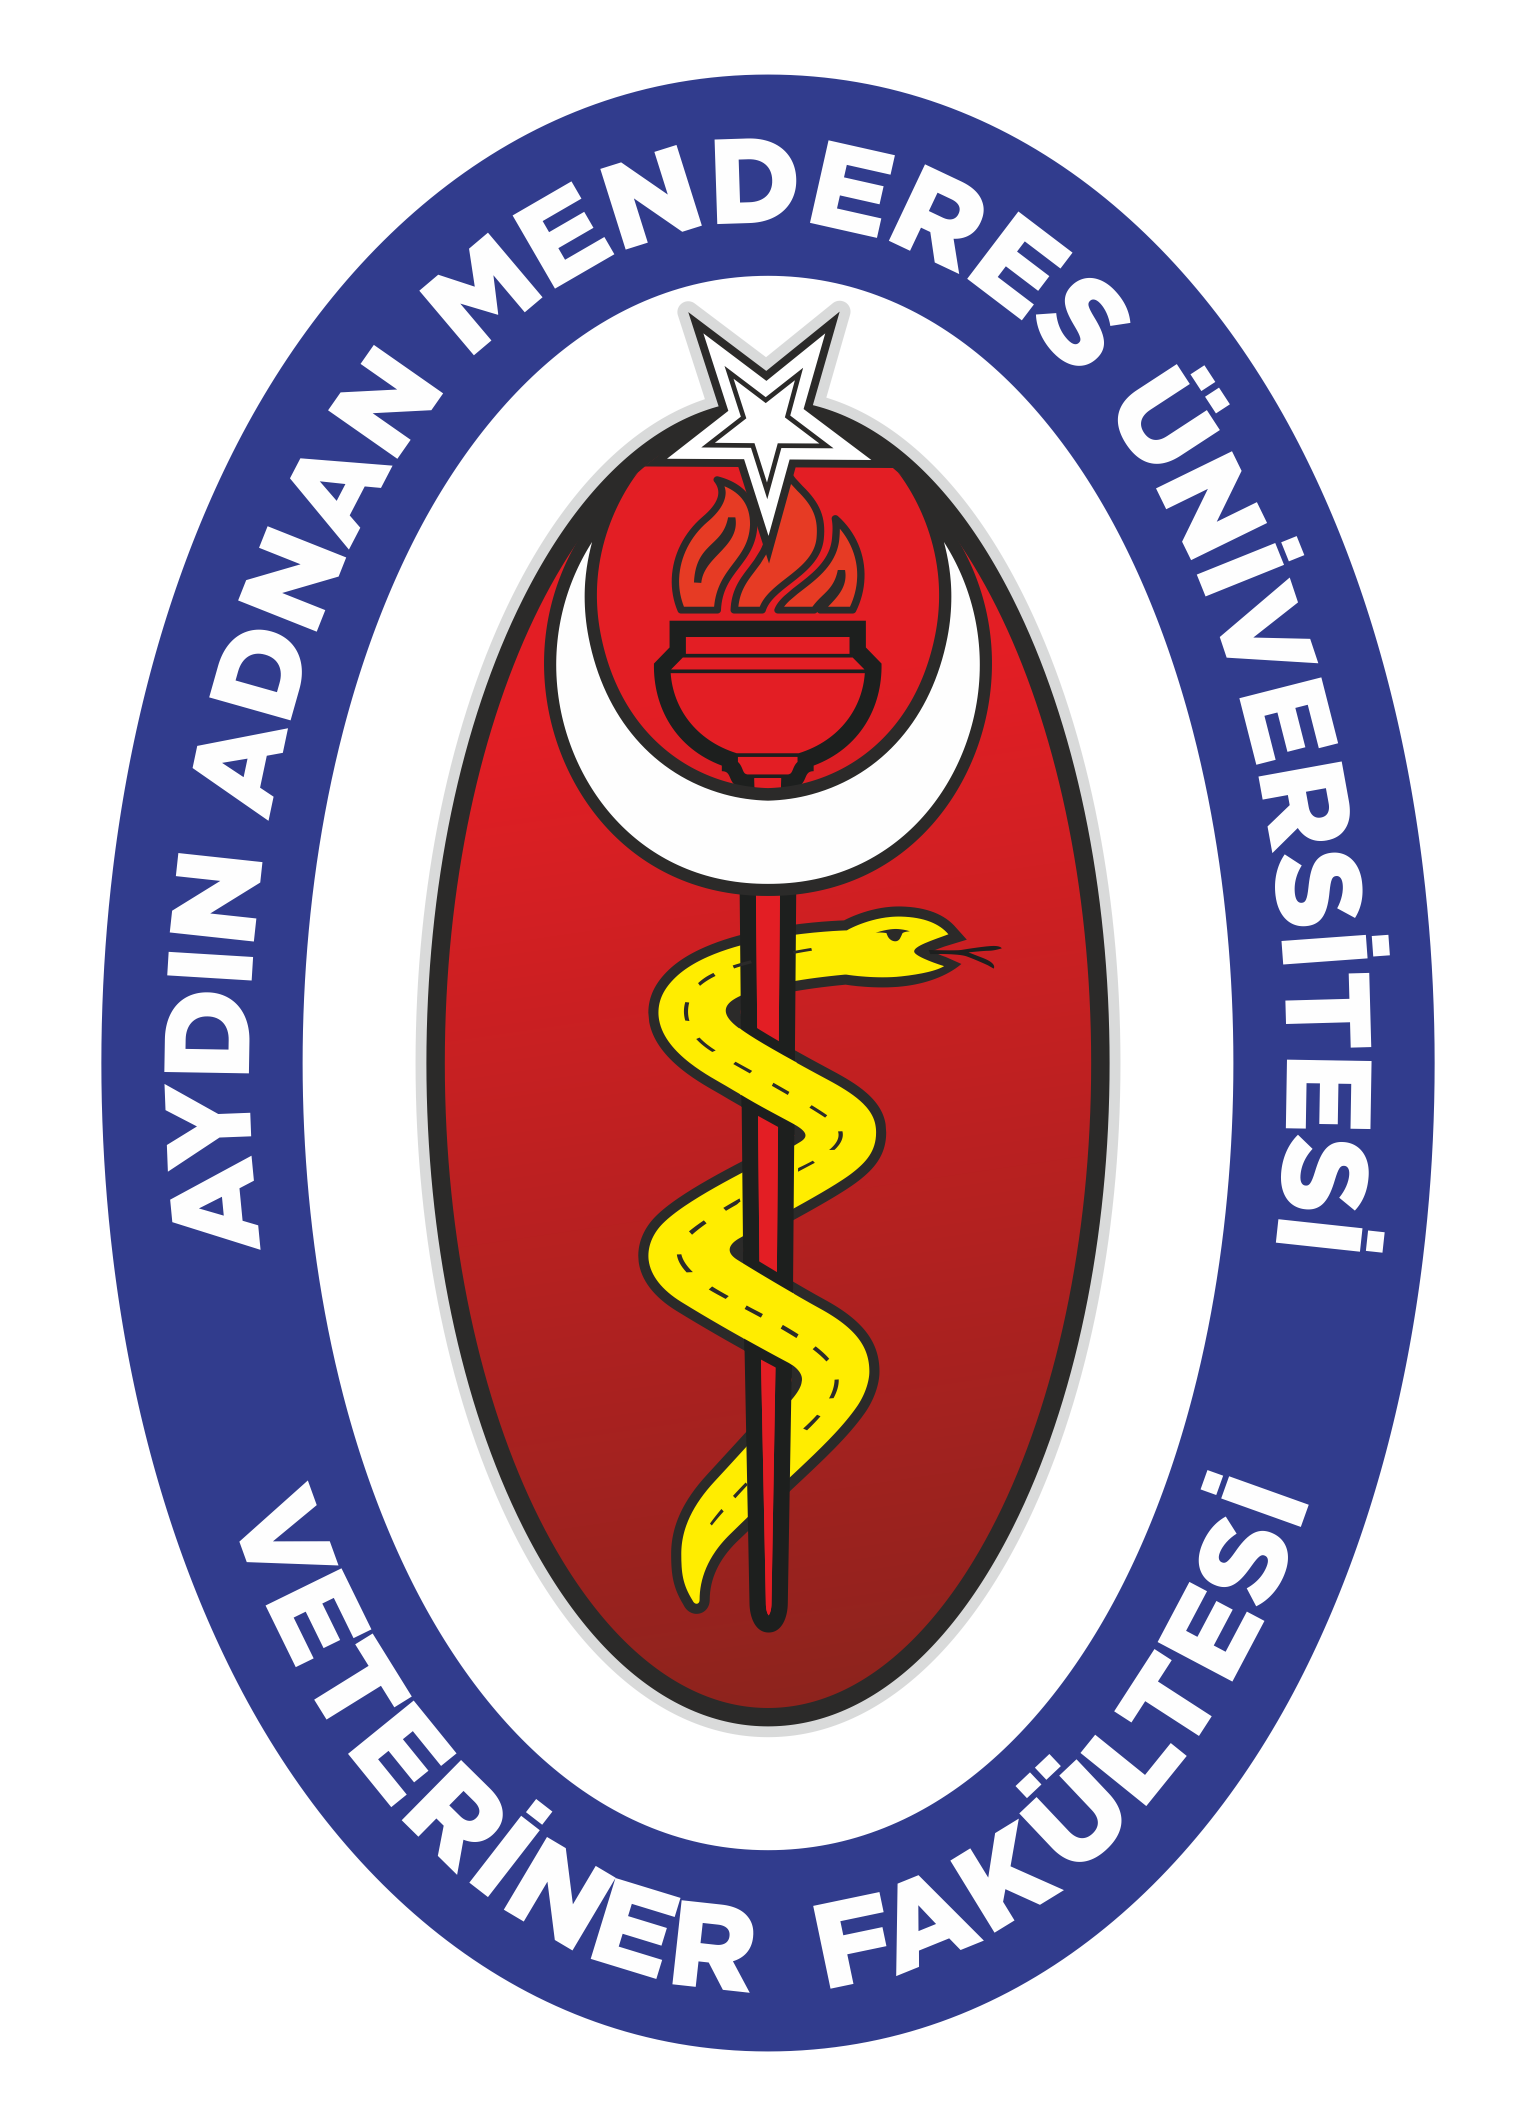 AYDIN ADNAN MENDERES ÜNİVERSİTESİ
VETERİNER FAKÜLTESİ